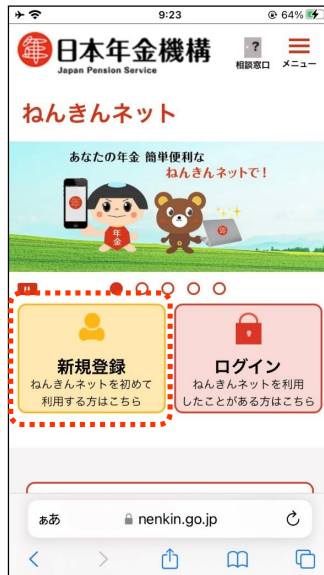 9:23
64%
日本年金機構
Japan Pension Service
?
相談窓口
メニュー
ねんきんネット
あなたの年金 簡単便利な
ねんきんネットで!
年金
新規登録
ねんきんネットを初めて
利用する方はこちら
ログイン
ねんきんネットを利用
したことがある方はこちら
ぁあ
nenkin.go.jp